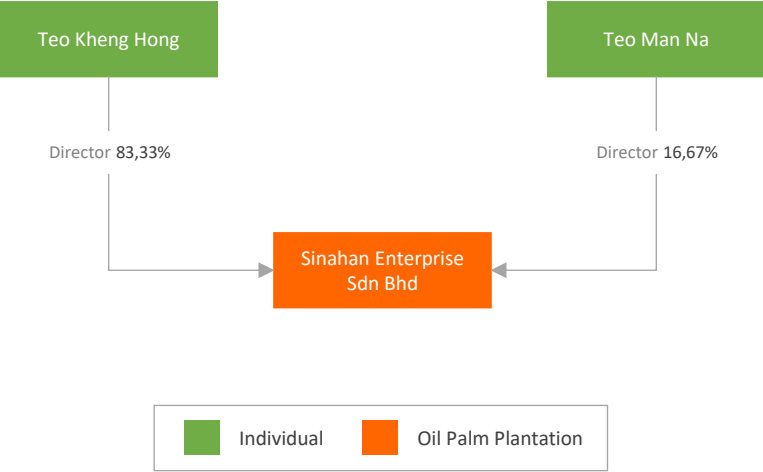 Teo Kheng Hong
Teo Man Na
Director 83,33%
Director 16,67%
Sinahan Enterprise
Sdn Bhd
Individual
Oil Palm Plantation